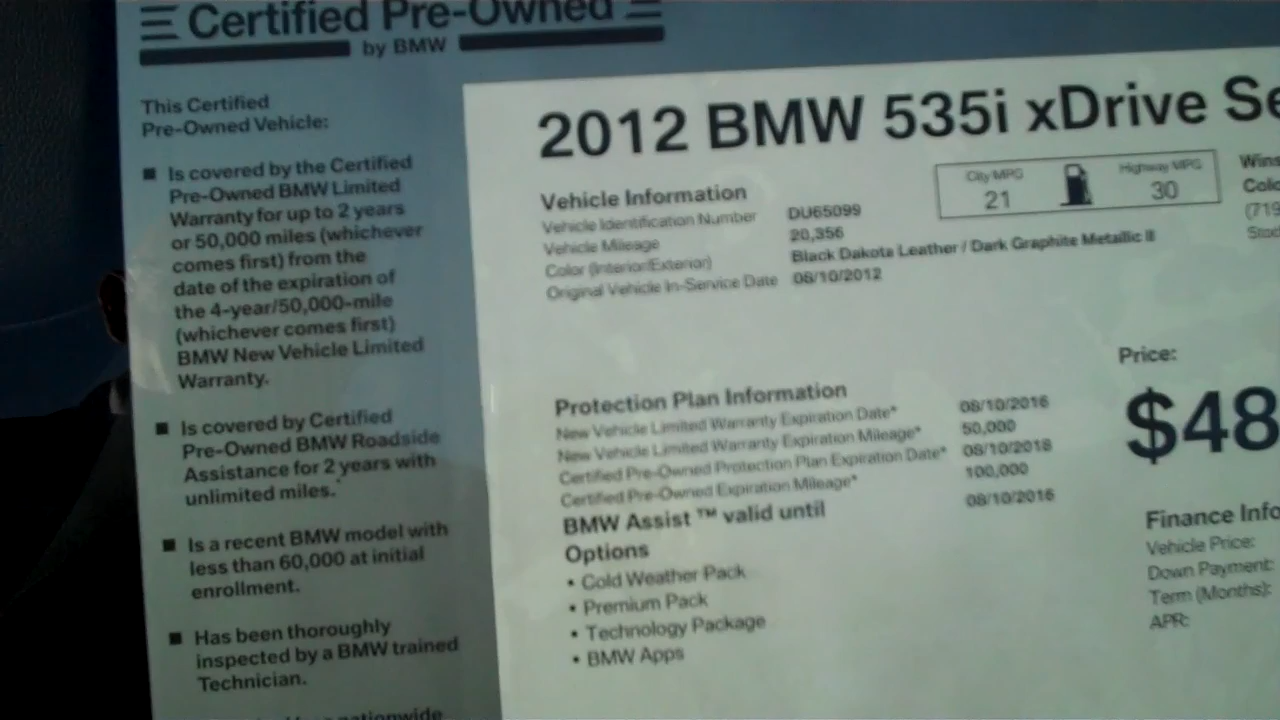 Certified Pre-Owned
by BMW
This Certified
Pre-Owned Vehicle:
■ Is covered by the Certified
Pre-Owned BMW Limited
Warranty for up to 2 years
or 50,000 miles (whichever
comes first) from the
date of the expiration of
the 4-year/50,000-mile
(whichever comes first)
BMW New Vehicle Limited
Warranty.
■ Is covered by Certified
Pre-Owned BMW Roadside
Assistance for 2 years with
unlimited miles.
■ Is a recent BMW model with
less than 60,000 at initial
enrollment.
■ Has been thoroughly
inspected by a BMW trained
Technician.
nationwide
2012 BMW 535i xDrive Se
Vehicle Information
Vehicle Identification Number DU65099
Vehicle Mileage 20,356
Color (Interior/Exterior) Black Dakota Leather / Dark Graphite Metallic II
Original Vehicle In-Service Date 08/10/2012
City MPG
21
Highway MPG
30
Wins
Colo
(719
Stoc
Price:
$48
Protection Plan Information
New Vehicle Limited Warranty Expiration Date* 08/10/2016
New Vehicle Limited Warranty Expiration Mileage* 50,000
Certified Pre-Owned Protection Plan Expiration Date* 08/10/2018
Certified Pre-Owned Expiration Mileage* 100,000
BMW Assist ™ valid until 08/10/2016
Options
• Cold Weather Pack
• Premium Pack
• Technology Package
• BMW Apps
Finance Info
Vehicle Price:
Down Payment:
Term (Months):
APR: